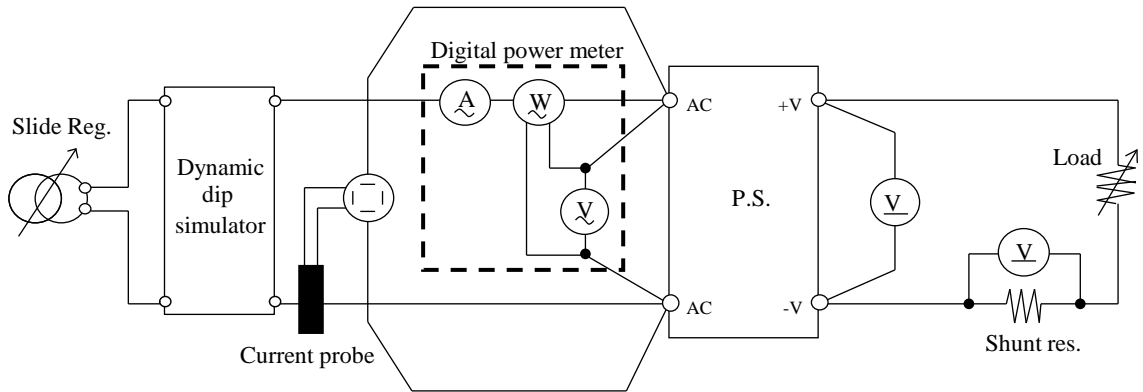 Digital power meter
A
W
AC
+V
Slide Reg.
Dynamic
dip
simulator
V
P.S.
V
Load
V
AC
-V
Current probe
Shunt res.